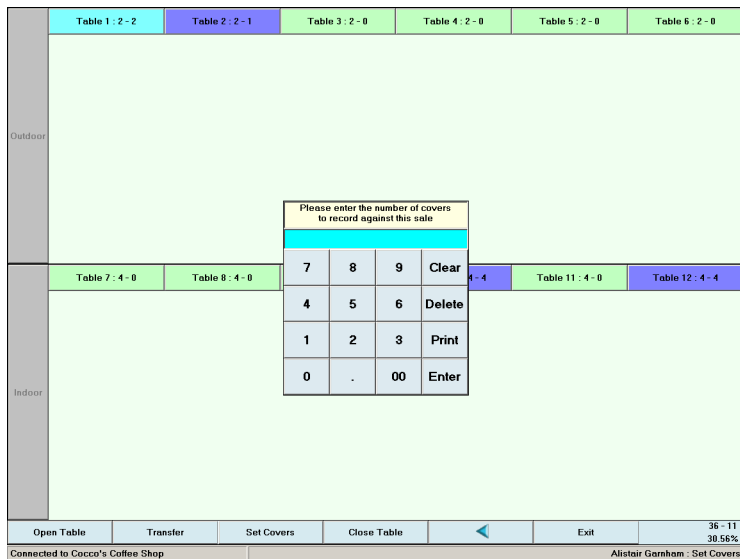 Table 1 : 2 - 2
Table 2 : 2 - 1
Table 3 : 2 - 0
Table 4 : 2 - 0
Table 5 : 2 - 0
Table 6 : 2 - 0
Outdoor
Please enter the number of covers
to record against this sale
7 8 9 Clear
4 5 6 Delete
1 2 3 Print
0 . 00 Enter
Table 7 : 4 - 0
Table 8 : 4 - 0
4 - 4
Table 11 : 4 - 0
Table 12 : 4 - 4
Indoor
Open Table
Transfer
Set Covers
Close Table
Exit
36 - 11
30.56%
Connected to Cocco's Coffee Shop
Alistair Garnham : Set Covers